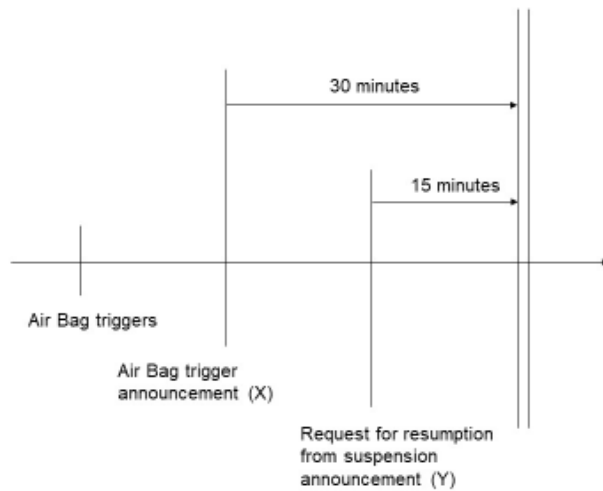 30 minutes
15 minutes
Air Bag triggers
Air Bag trigger
announcement (X)
Request for resumption
from suspension
announcement (Y)